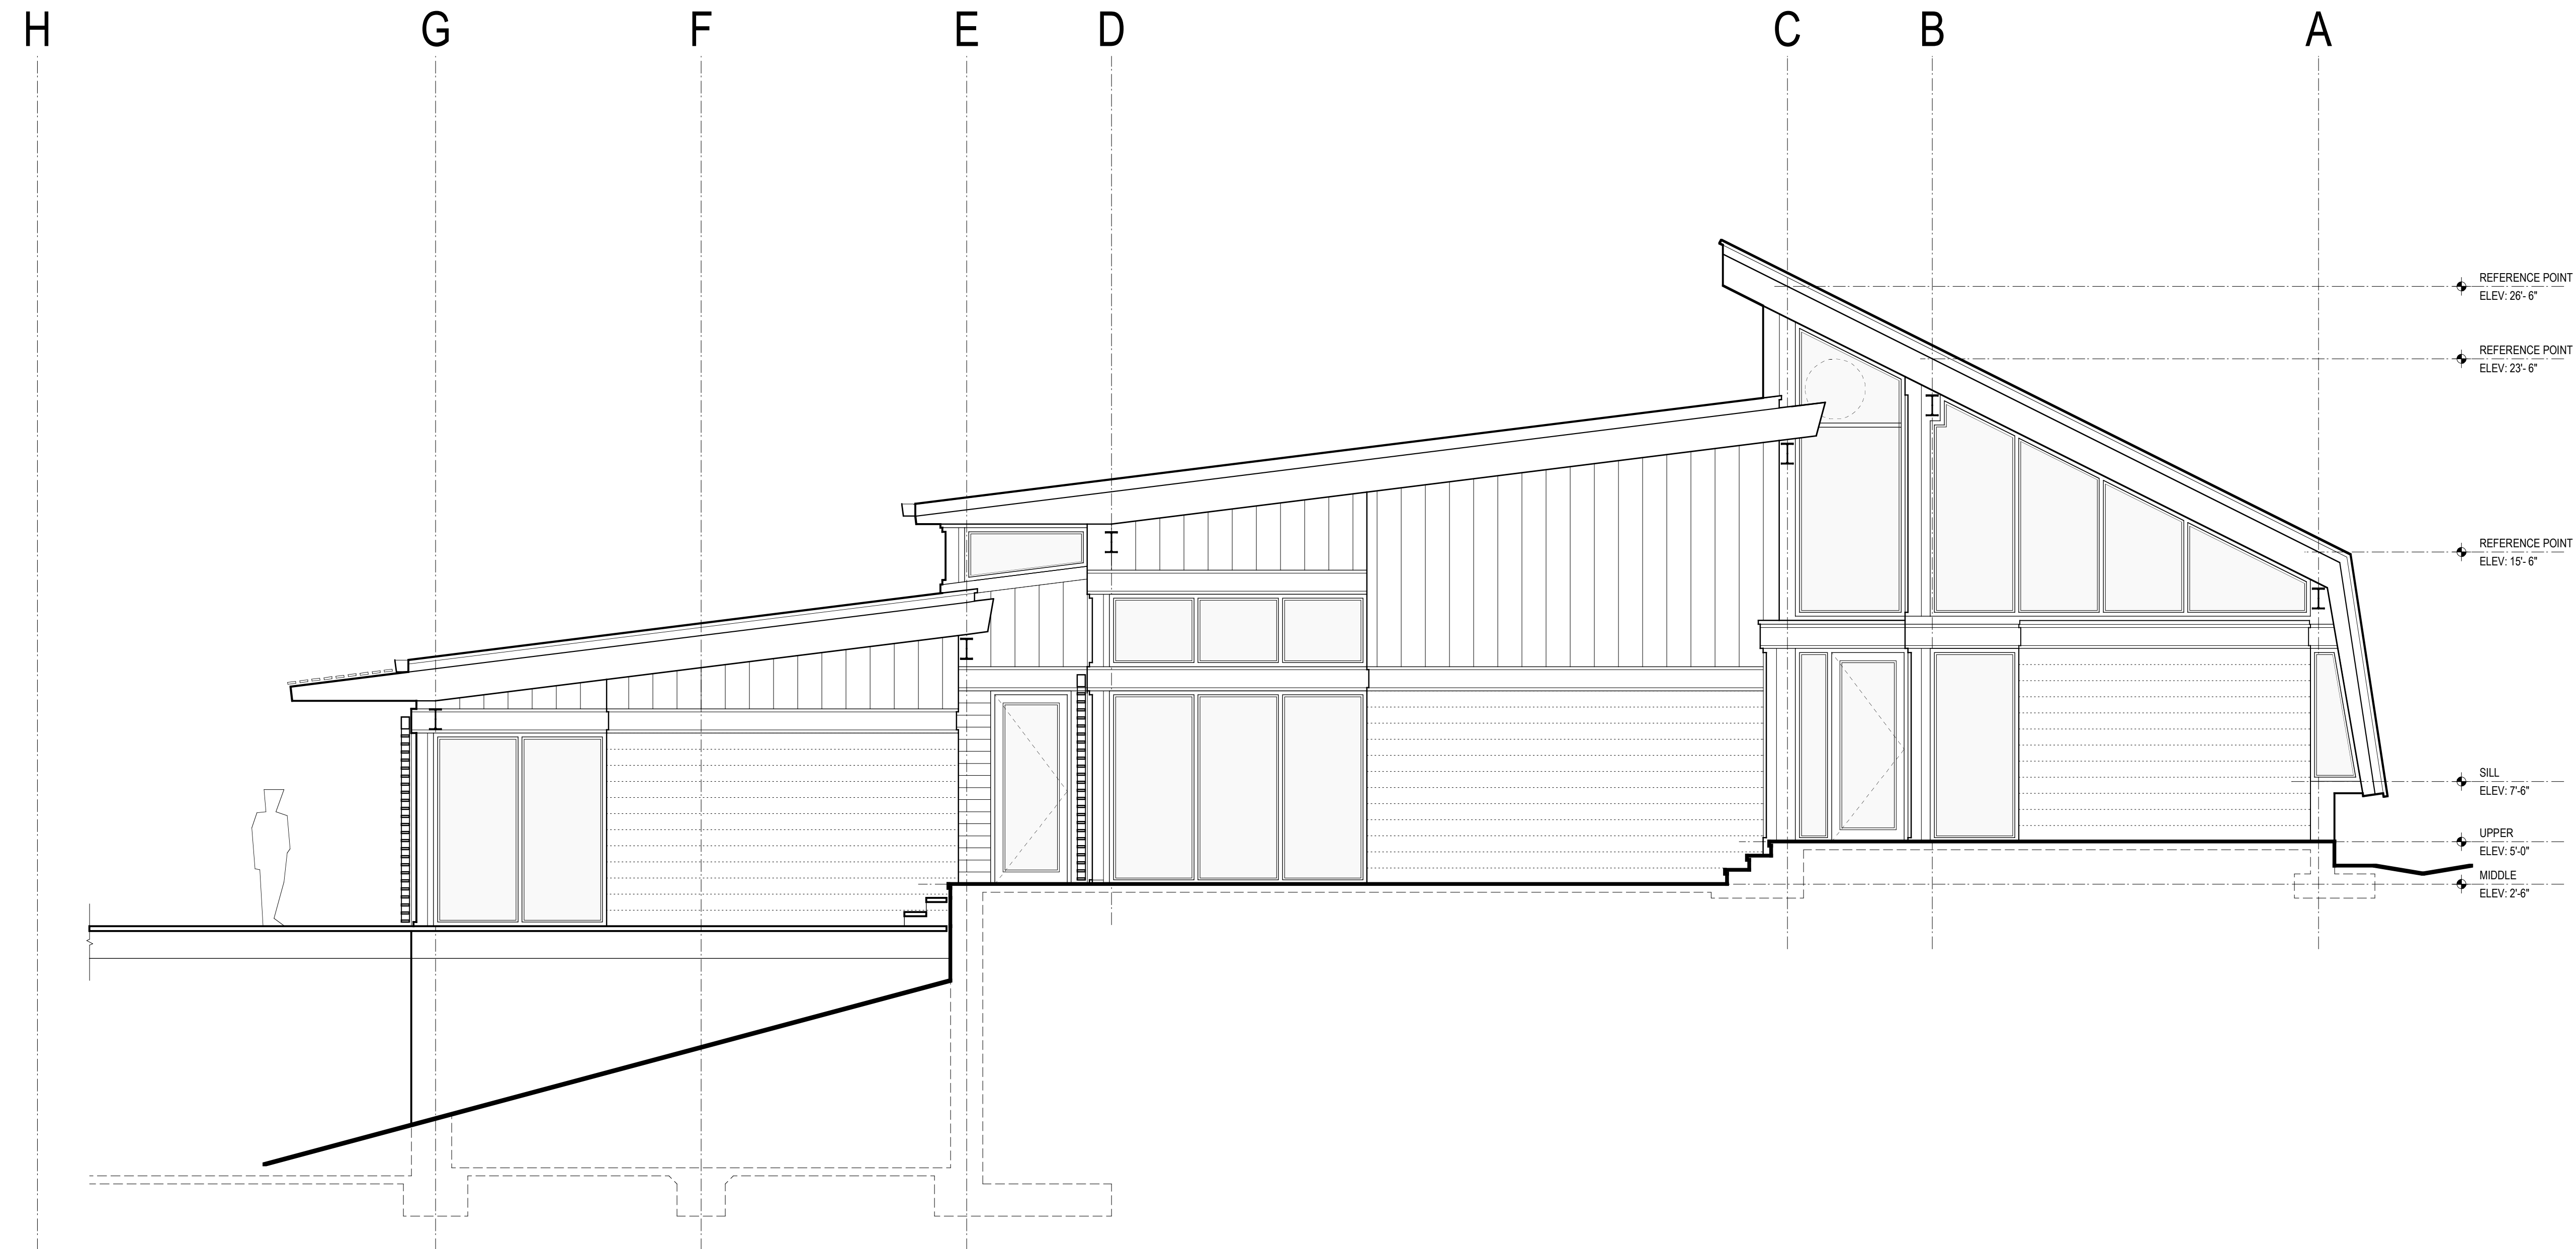 H G F E D C B A
REFERENCE POINT
ELEV: 26'- 6"
REFERENCE POINT
ELEV: 23'- 6"
REFERENCE POINT
ELEV: 15'- 6"
SILL
ELEV: 7'-6"
UPPER
ELEV: 5'-0"
MIDDLE
ELEV: 2'-6"